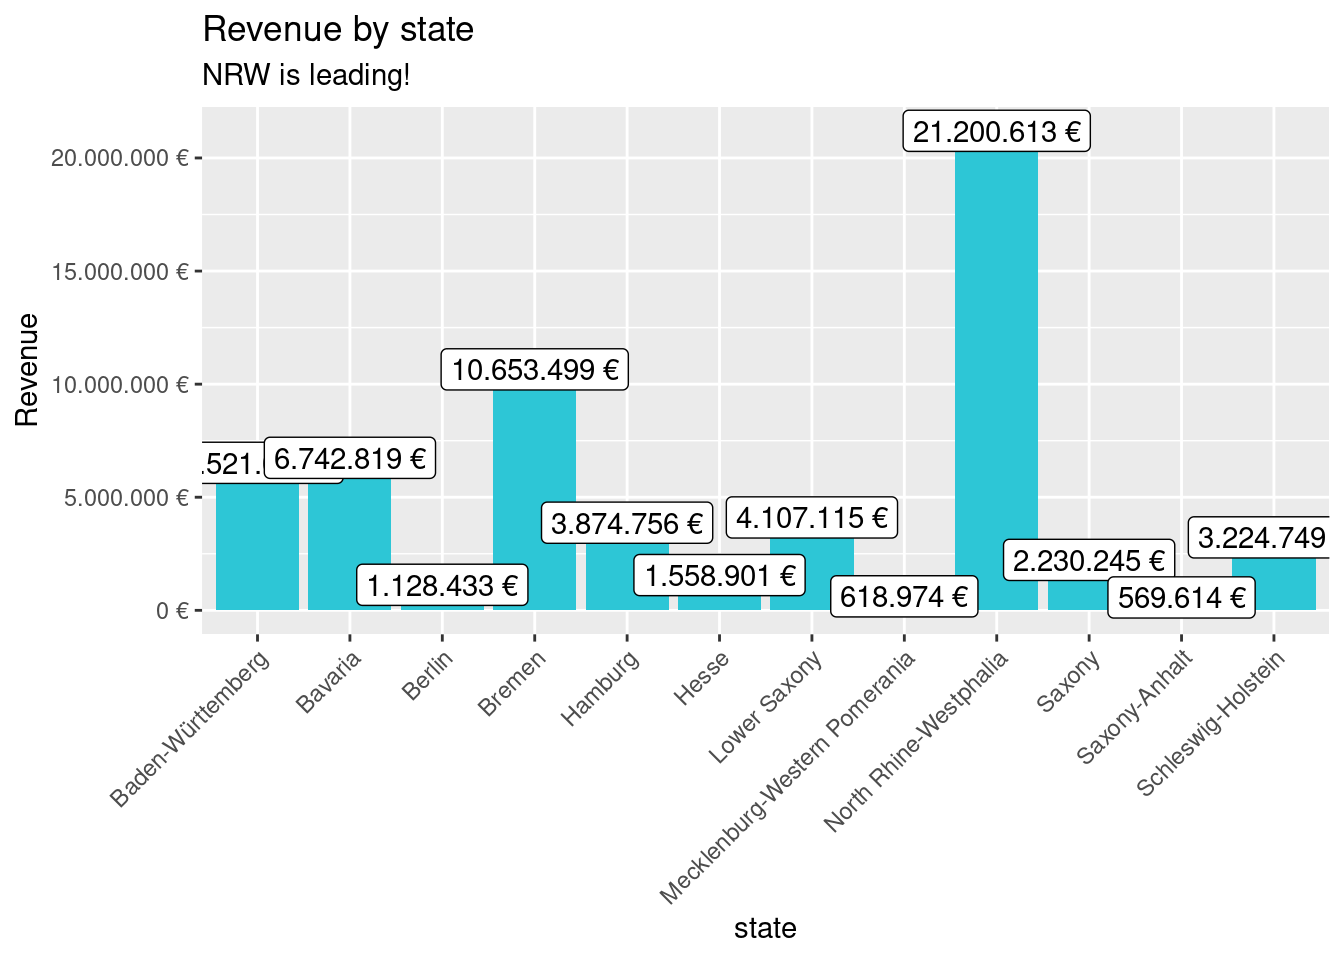 Revenue by state
NRW is leading!
Revenue
20.000.000 €
15.000.000 €
10.000.000 €
5.000.000 €
0 €
.521.
6.742.819 €
1.128.433 €
10.653.499 €
3.874.756 €
1.558.901 €
4.107.115 €
618.974 €
21.200.613 €
2.230.245 €
569.614 €
3.224.749
Baden-Württemberg
Bavaria
Berlin
Bremen
Hamburg
Hesse
Lower Saxony
Mecklenburg-Western Pomerania
North Rhine-Westphalia
Saxony
Saxony-Anhalt
Schleswig-Holstein
state